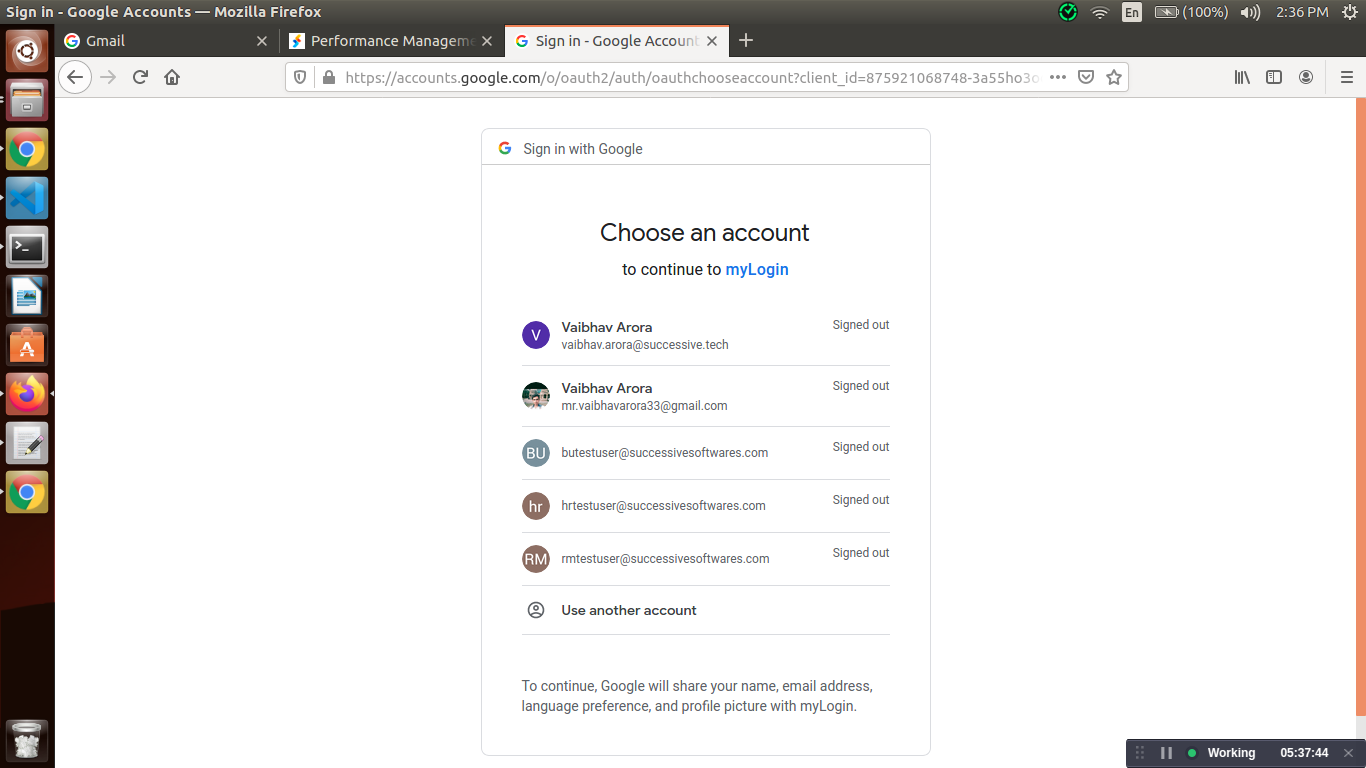 Sign in - Google Accounts — Mozilla Firefox
En
(100%)
2:36 PM
Gmail
Performance Manageme
Sign in - Google Account
https://accounts.google.com/o/oauth2/auth/oauthchooseaccount?client_id=875921068748-3a55ho3o
Sign in with Google
Choose an account
to continue to myLogin
V
Vaibhav Arora
Signed out
vaibhav.arora@successive.tech
Vaibhav Arora
Signed out
mr.vaibhavarora33@gmail.com
BU
butestuser@successivesoftwares.com
Signed out
hr
hrtestuser@successivesoftwares.com
Signed out
RM
rmtestuser@successivesoftwares.com
Signed out
Use another account
To continue, Google will share your name, email address,
language preference, and profile picture with myLogin.
Working
05:37:44